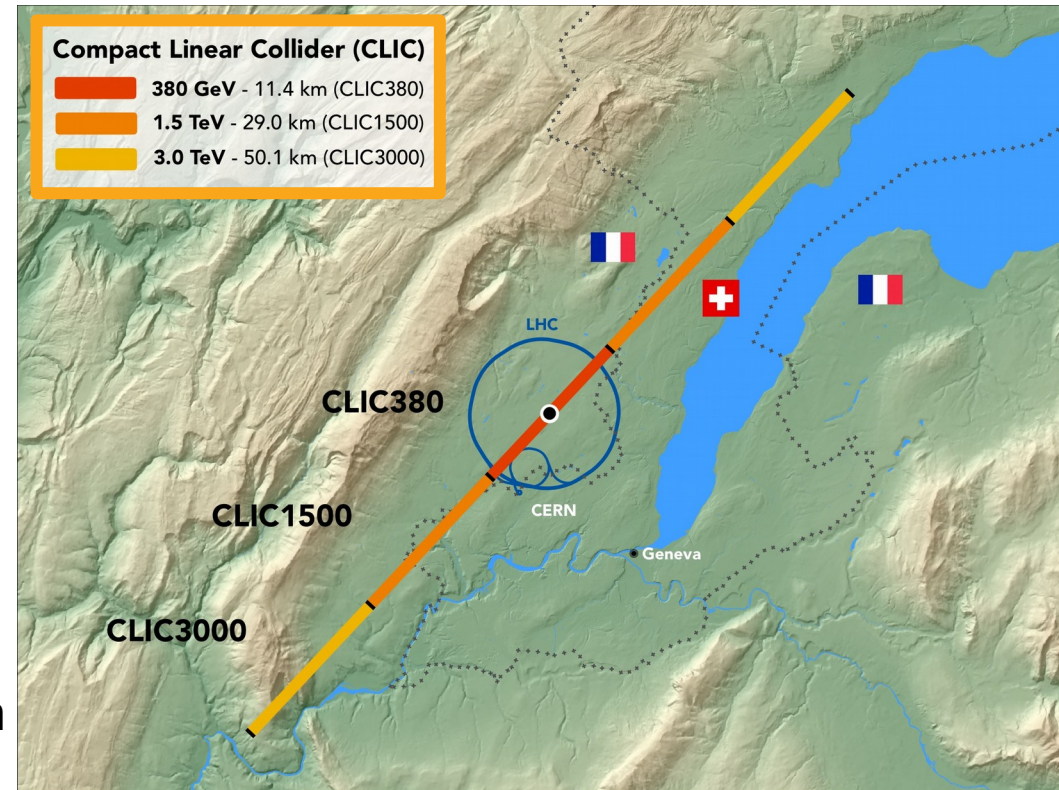 Compact Linear Collider (CLIC)
380 GeV - 11.4 km (CLIC380)
1.5 TeV - 29.0 km (CLIC1500)
3.0 TeV - 50.1 km (CLIC3000)
LHC
CLIC380
CERN
CLIC1500
Geneva
CLIC3000